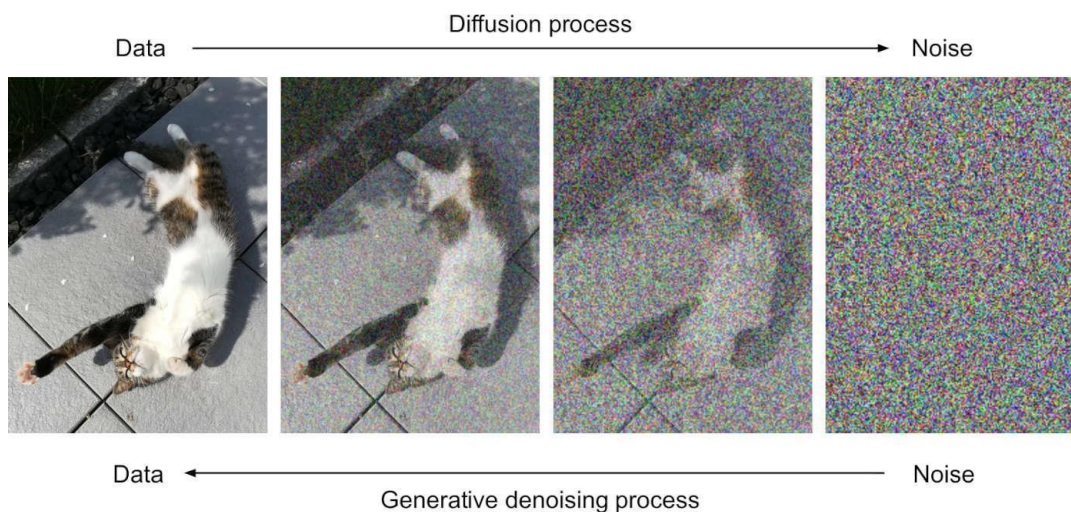 Diffusion process
Data
Noise
Data
Noise
Generative denoising process